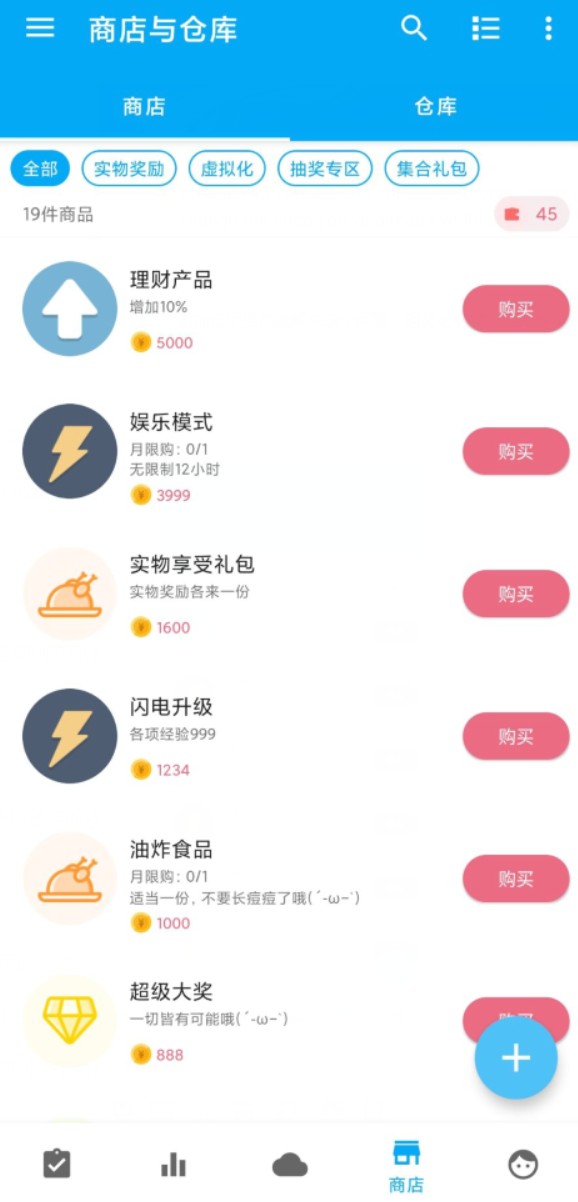 商店与仓库
商店
仓库
全部
实物奖励
虚拟化
抽奖专区
集合礼包
19件商品
45
理财产品
增加10%
5000
购买
娱乐模式
月限购：0/1
无限制12小时
3999
购买
实物享受礼包
实物奖励各来一份
1600
购买
闪电升级
各项经验999
1234
购买
油炸食品
月限购：0/1
适当一份，不要长痘痘了哦(ˊ-ω-ˋ)
1000
购买
超级大奖
一切皆有可能哦(ˊ-ω-ˋ)
888
购买
商店